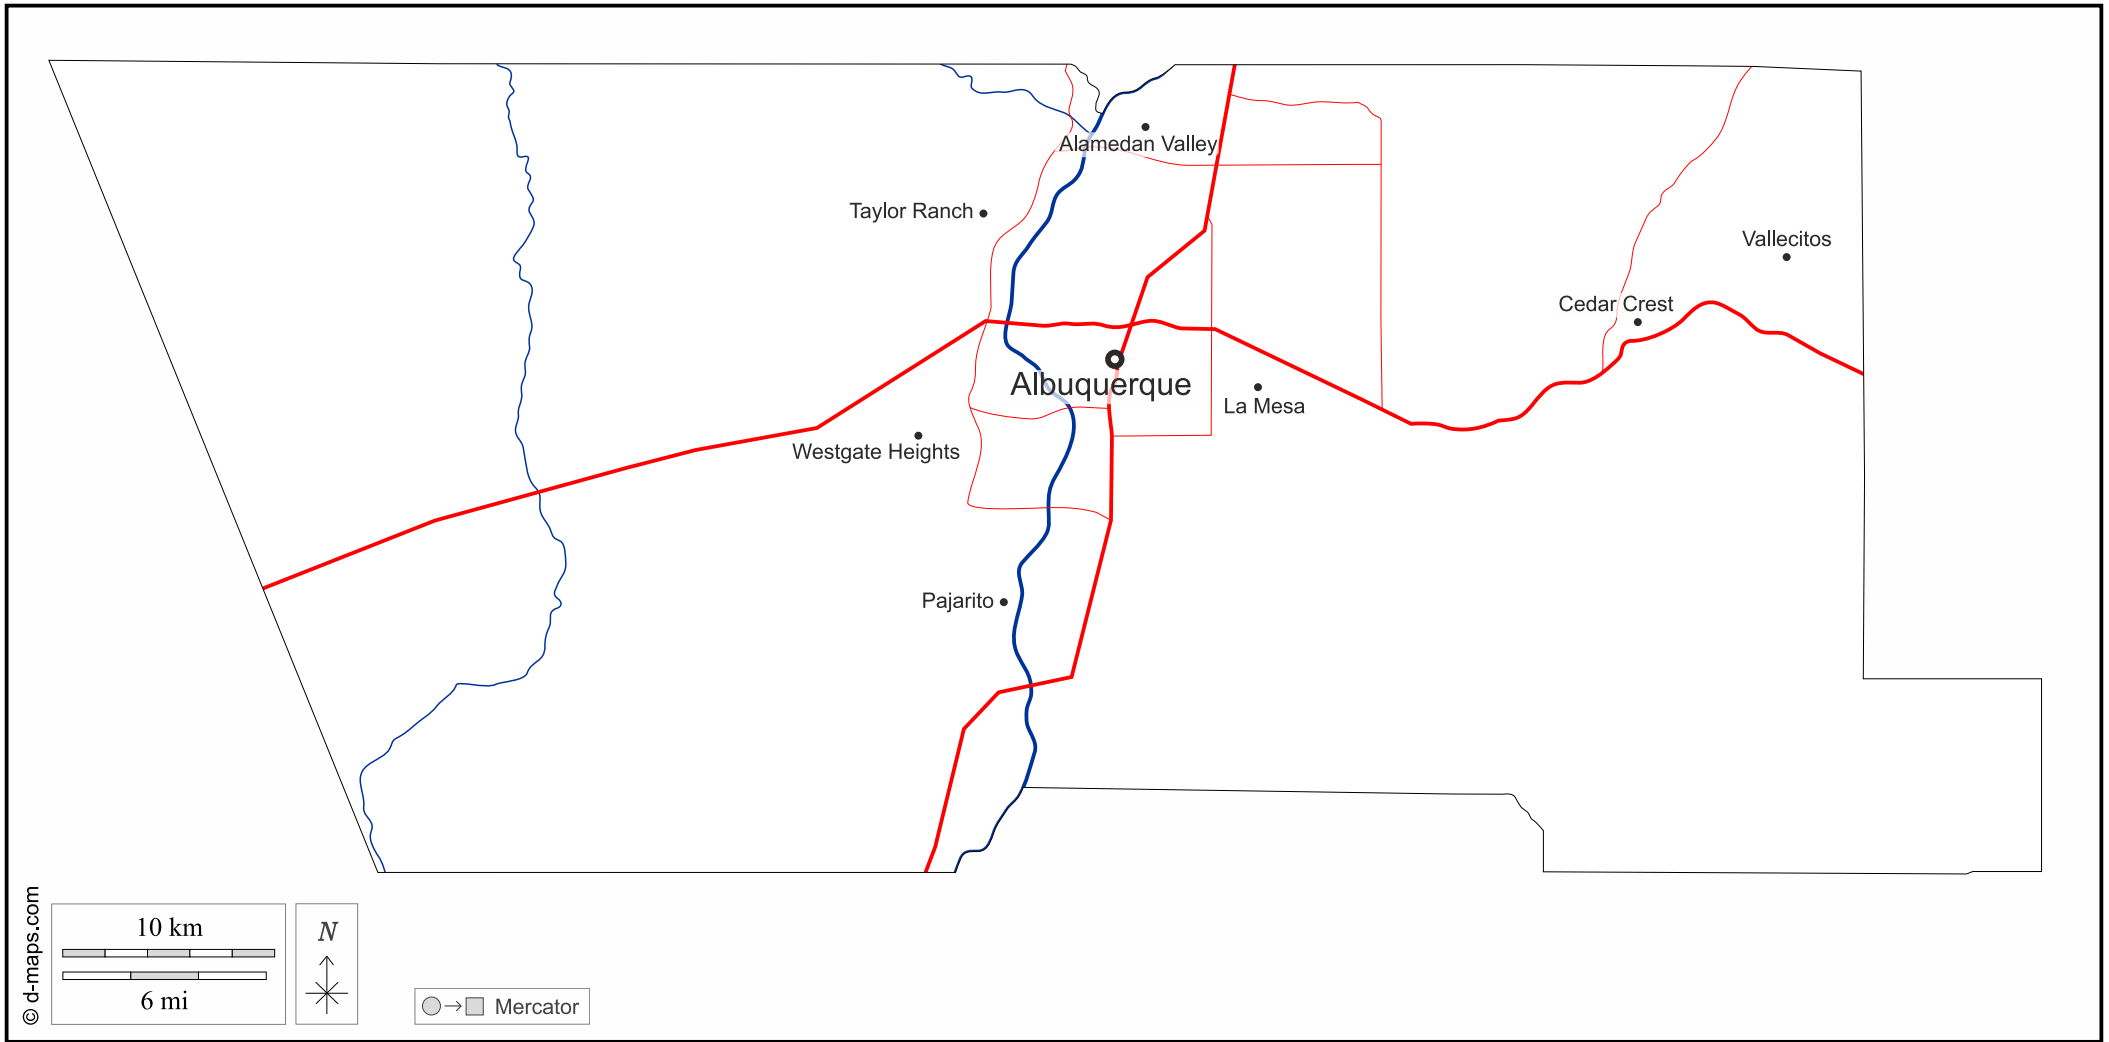 Alamedan Valley
Taylor Ranch
Vallecitos
Cedar Crest
Albuquerque
La Mesa
Westgate Heights
Pajarito
© d-maps.com
10 km
6 mi
N
Mercator